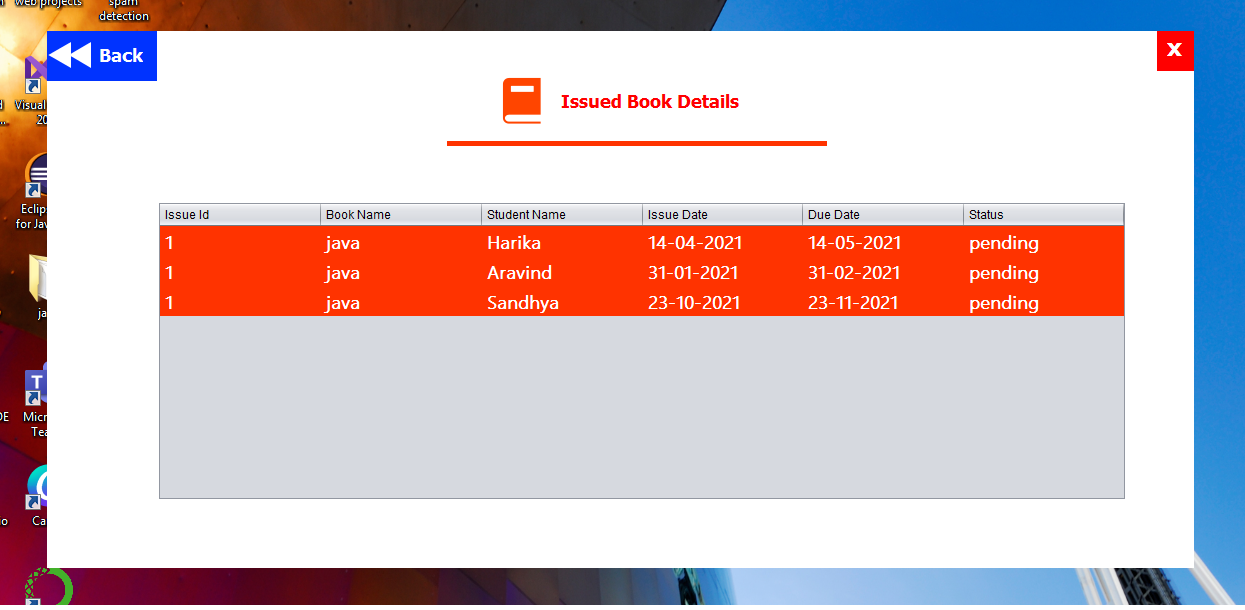 web projects
spam
detection
Back
X
Issued Book Details
Visual
20
Issue Id Book Name Student Name Issue Date Due Date Status
1 java Harika 14-04-2021 14-05-2021 pending
1 java Aravind 31-01-2021 31-02-2021 pending
1 java Sandhya 23-10-2021 23-11-2021 pending
Eclip
for Jav
ja
T
Micr
Tea
Ca